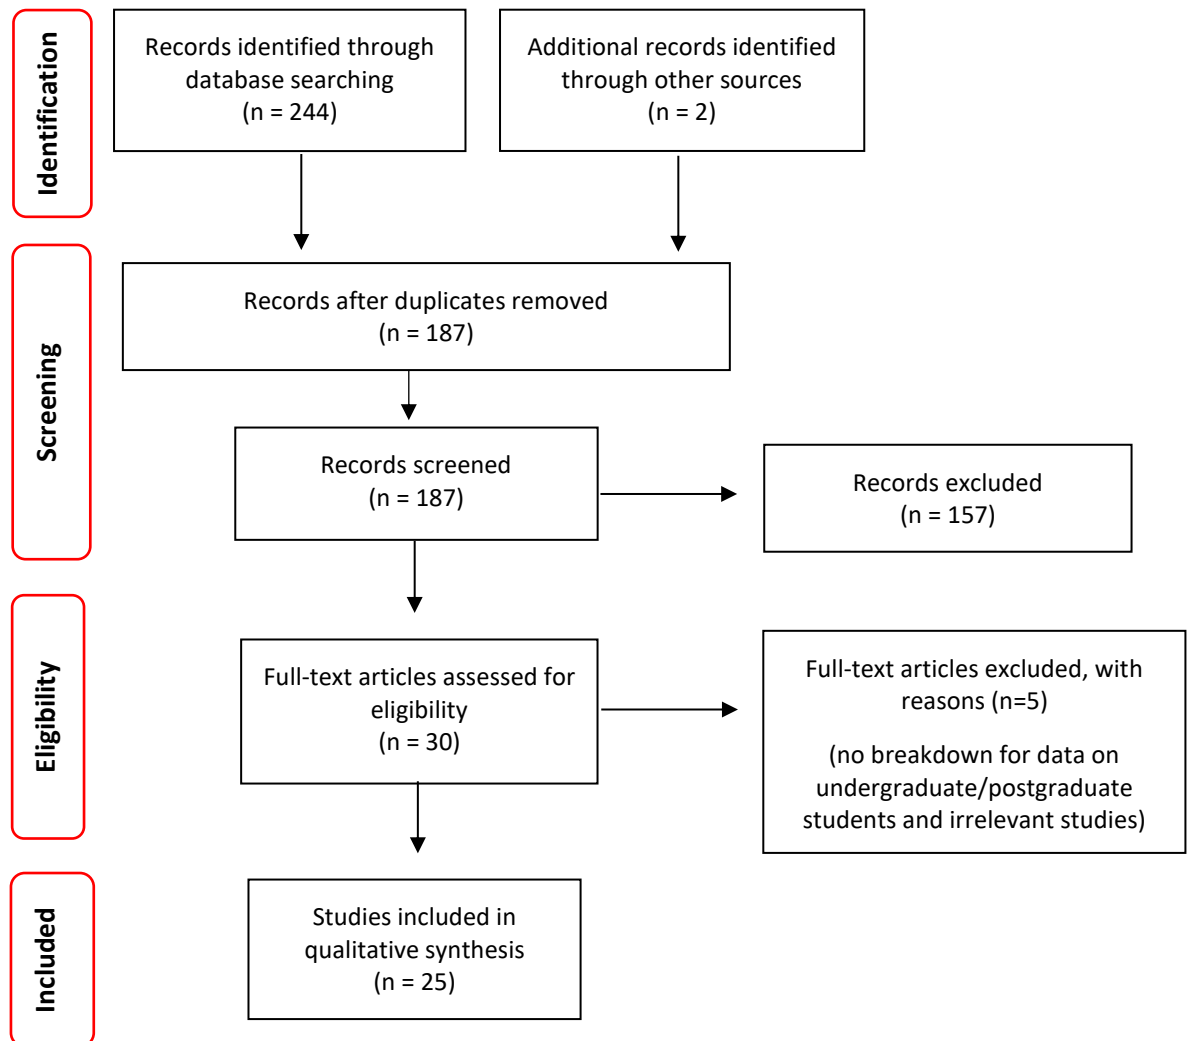 Identification
Records identified through
database searching
(n = 244)
Additional records identified
through other sources
(n = 2)
Screening
Records after duplicates removed
(n = 187)
Records screened
(n = 187)
Records excluded
(n = 157)
Eligibility
Full-text articles assessed for
eligibility
(n = 30)
Full-text articles excluded, with
reasons (n=5)
(no breakdown for data on
undergraduate/postgraduate
students and irrelevant studies)
Included
Studies included in
qualitative synthesis
(n = 25)